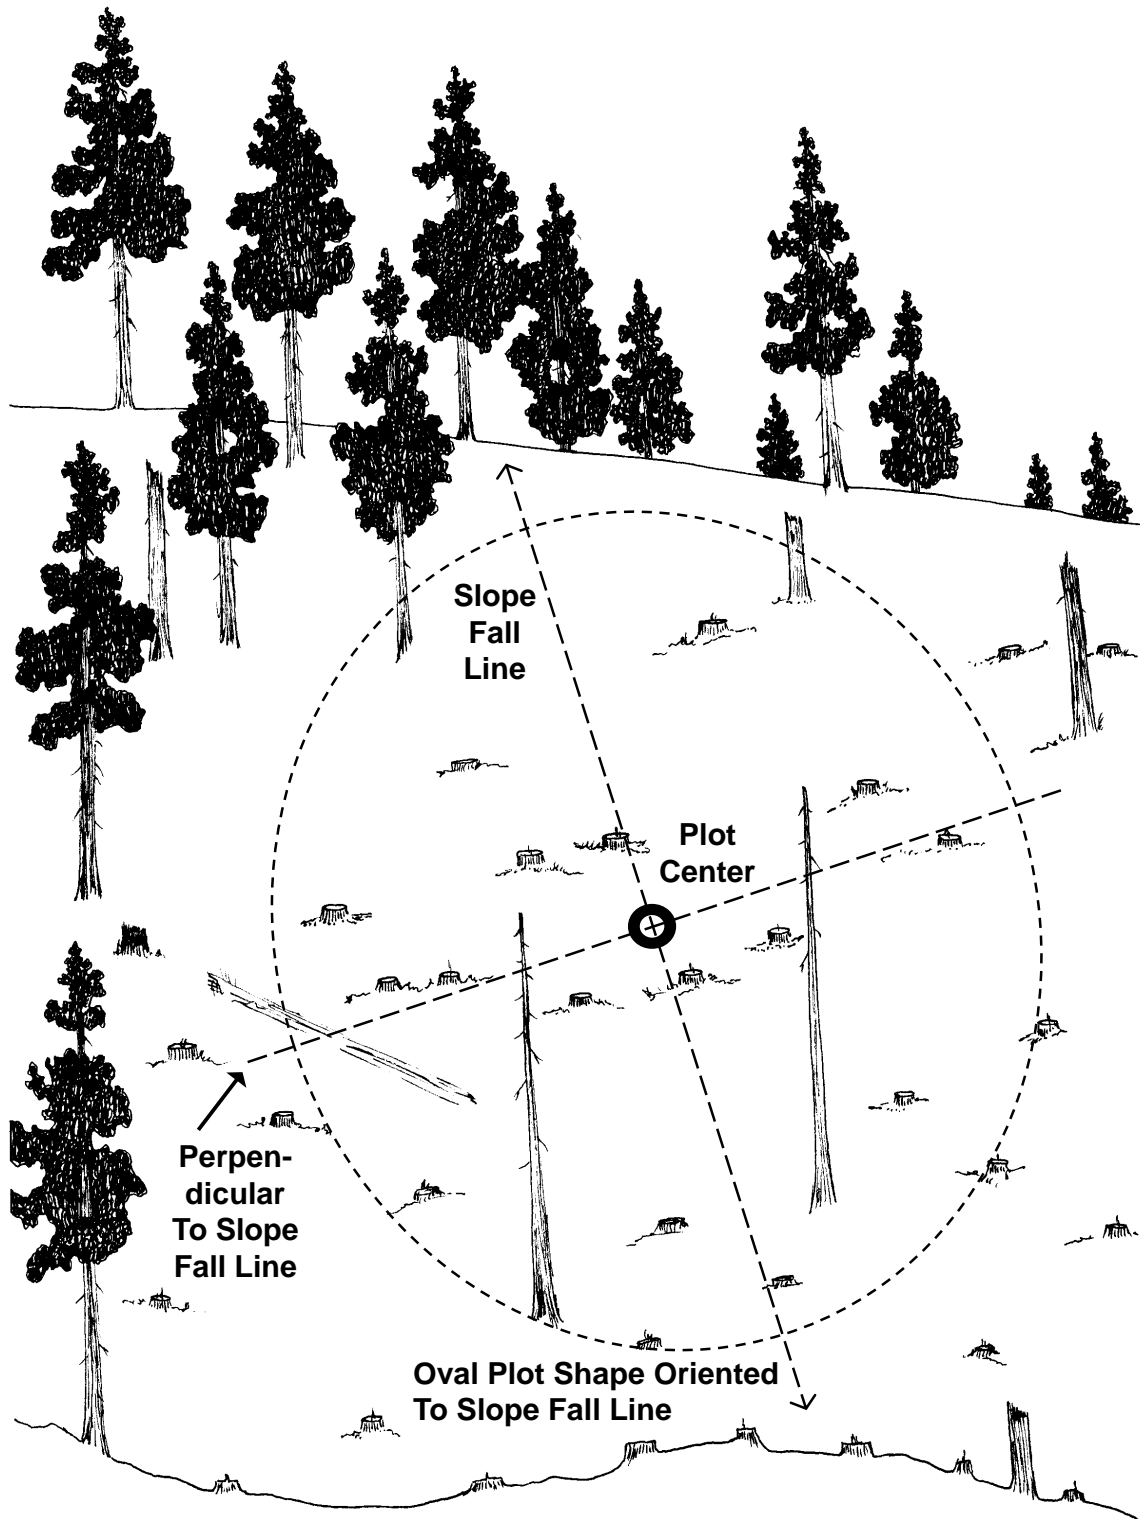 Slope
Fall
Line
Plot
Center
Perpen-
dicular
To Slope
Fall Line
Oval Plot Shape Oriented
To Slope Fall Line